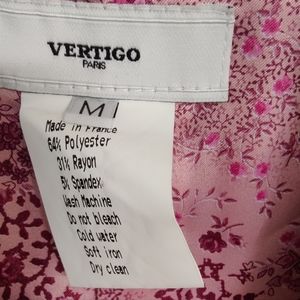 VERTIGO
PARIS
M
Made in France
64% Polyester
31% Rayon
5% Spandex
Wash Machine
Do not bleach
Cold water
Soft iron
Dry clean